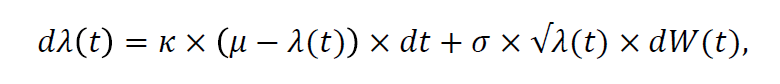 dλ(t) = κ × (μ − λ(t)) × dt + σ × √λ(t) × dW(t),